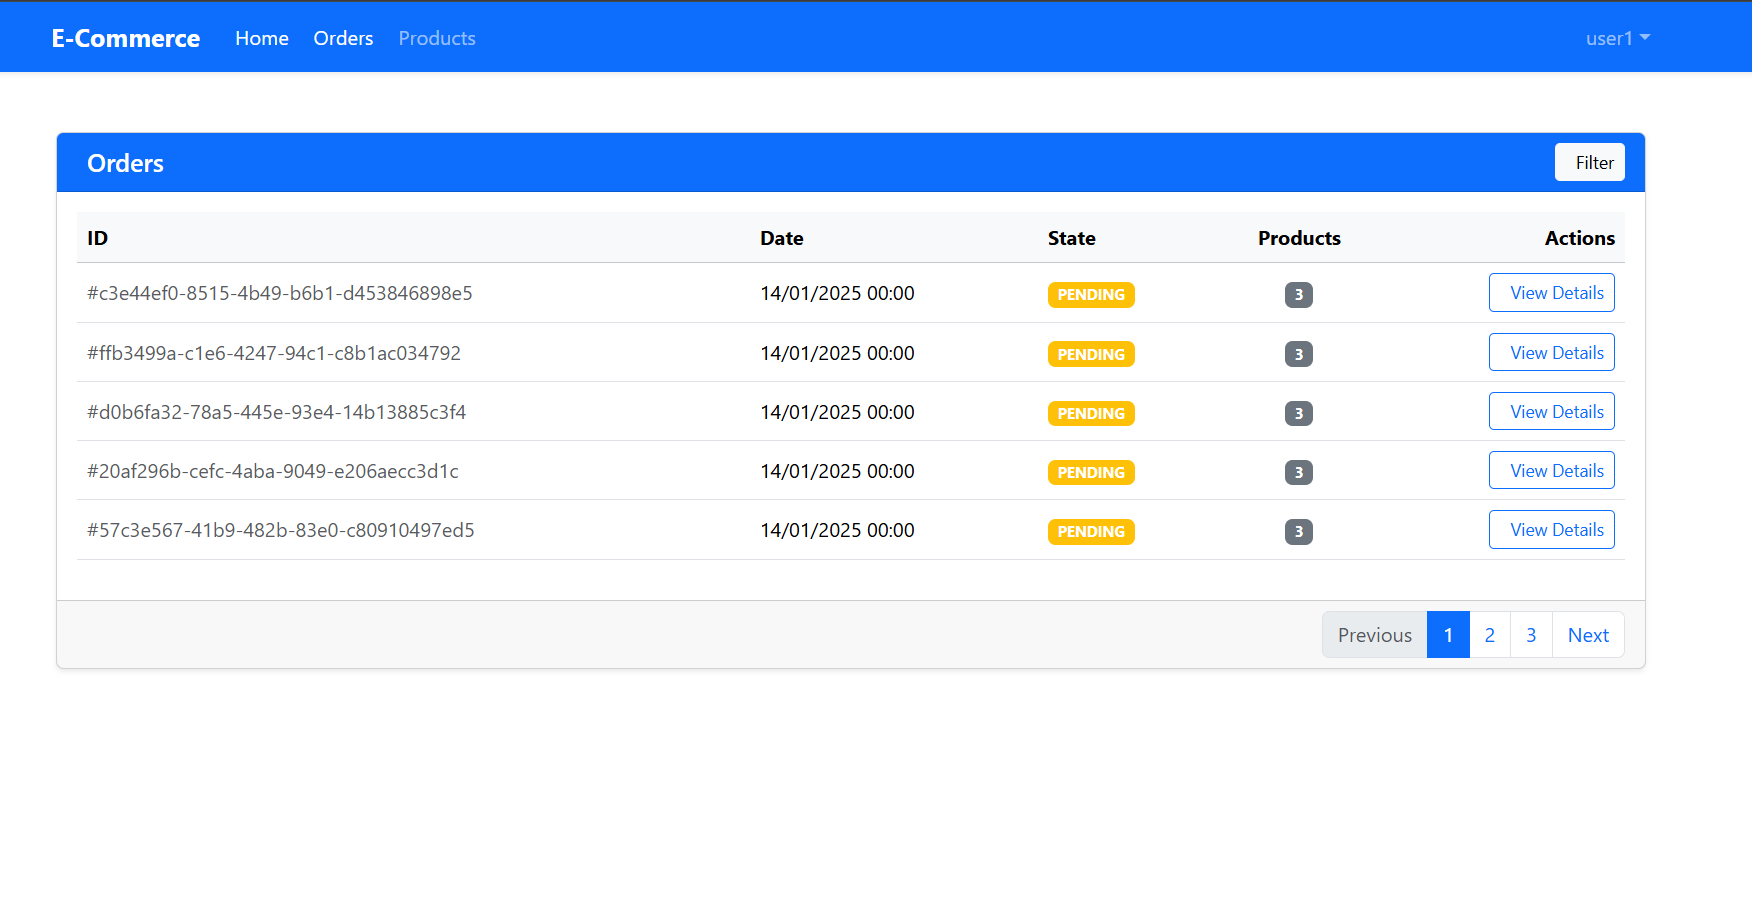 E-Commerce Home Orders Products user1
Orders Filter
ID Date State Products Actions
#c3e44ef0-8515-4b49-b6b1-d453846898e5 14/01/2025 00:00 PENDING 3 View Details
#ffb3499a-c1e6-4247-94c1-c8b1ac034792 14/01/2025 00:00 PENDING 3 View Details
#d0b6fa32-78a5-445e-93e4-14b13885c3f4 14/01/2025 00:00 PENDING 3 View Details
#20af296b-cefc-4aba-9049-e206aecc3d1c 14/01/2025 00:00 PENDING 3 View Details
#57c3e567-41b9-482b-83e0-c80910497ed5 14/01/2025 00:00 PENDING 3 View Details
Previous 1 2 3 Next